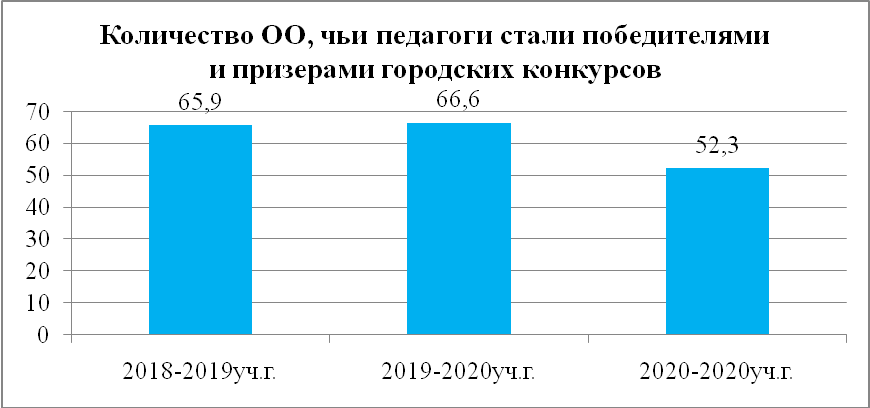 Количество ОО, чьи педагоги стали победителями
и призерами городских конкурсов
70
60
50
40
30
20
10
0
65,9
66,6
52,3
2018-2019уч.г.
2019-2020уч.г.
2020-2020уч.г.